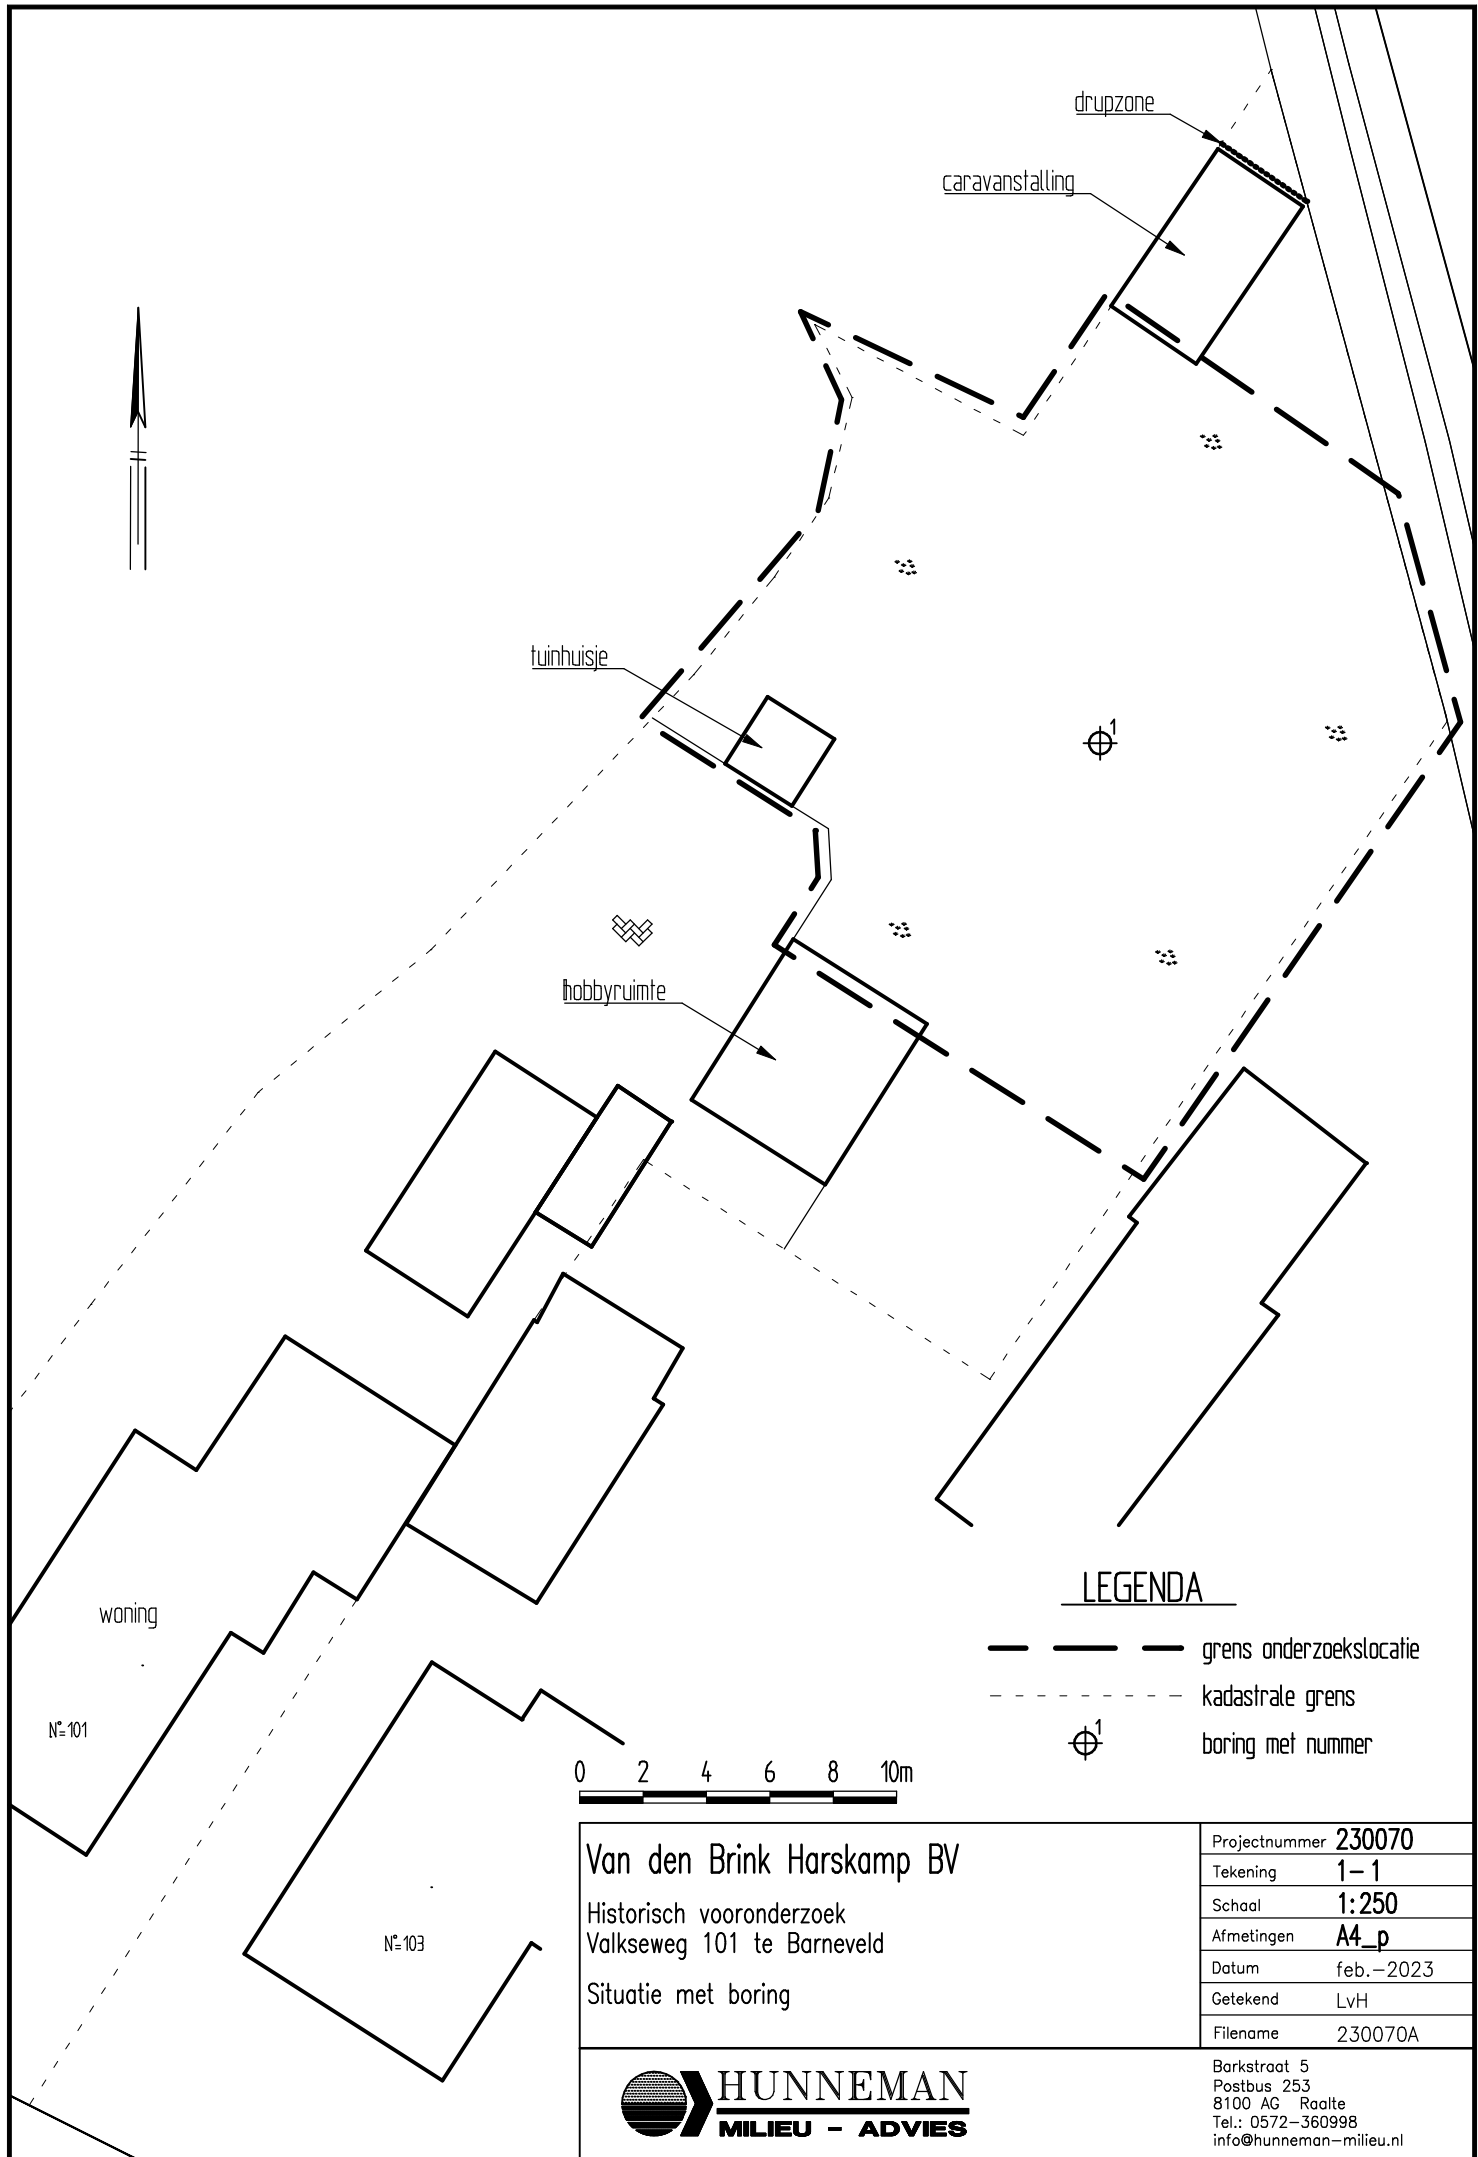 drupzone
caravanstalling
tuinhuisje
1
hobbyruimte
woning
Nº=101
Nº=103
LEGENDA
grens onderzoekslocatie
kadastrale grens
1
boring met nummer
0 2 4 6 8 10m
Van den Brink Harskamp BV
Historisch vooronderzoek
Valkseweg 101 te Barneveld
Situatie met boring
Projectnummer 230070
Tekening 1-1
Schaal 1:250
Afmetingen A4_p
Datum feb.-2023
Getekend LvH
Filename 230070A
HUNNEMAN
MILIEU - ADVIES
Barkstraat 5
Postbus 253
8100 AG Raalte
Tel.: 0572-360998
info@hunneman-milieu.nl